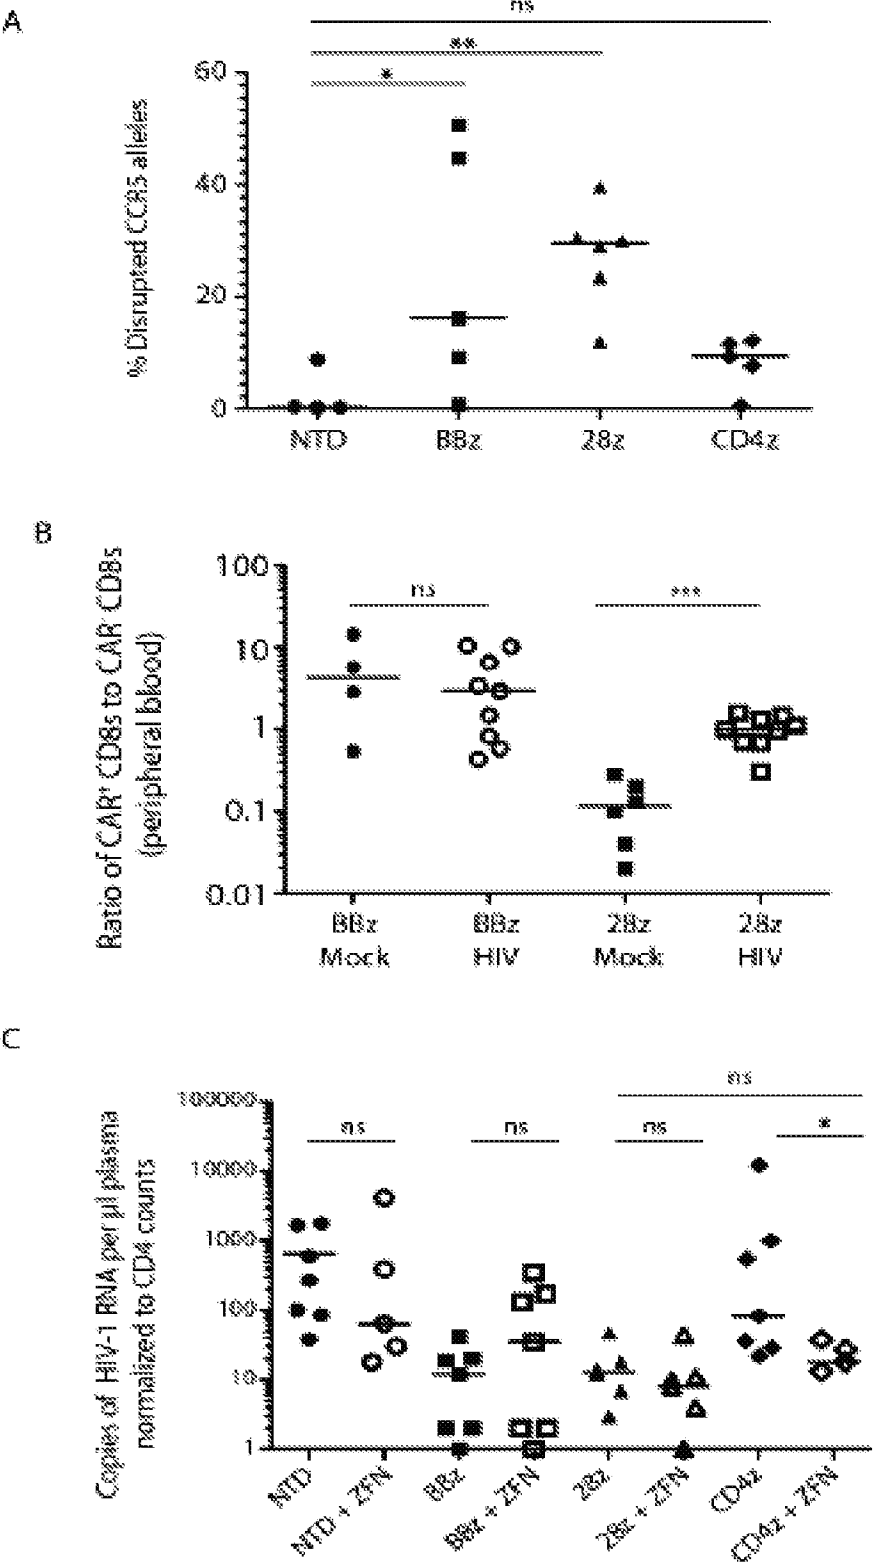 A
ns
**
*
60
40
20
0
% Disrupted CCR5 alleles
NTD
BBz
28z
CD4z
B
100
10
1
0.1
0.01
Ratio of CAR+ CD8s to CAR- CD8s
(peripheral blood)
ns
***
BBz
Mock
BBz
HIV
28z
Mock
28z
HIV
C
100000
10000
1000
100
10
1
Copies of HIV-1 RNA per µl plasma
normalized to CD4 counts
ns
ns
ns
ns
*
NTD
NTD + ZFN
BBz
BBz + ZFN
28z
28z + ZFN
CD4z
CD4z + ZFN